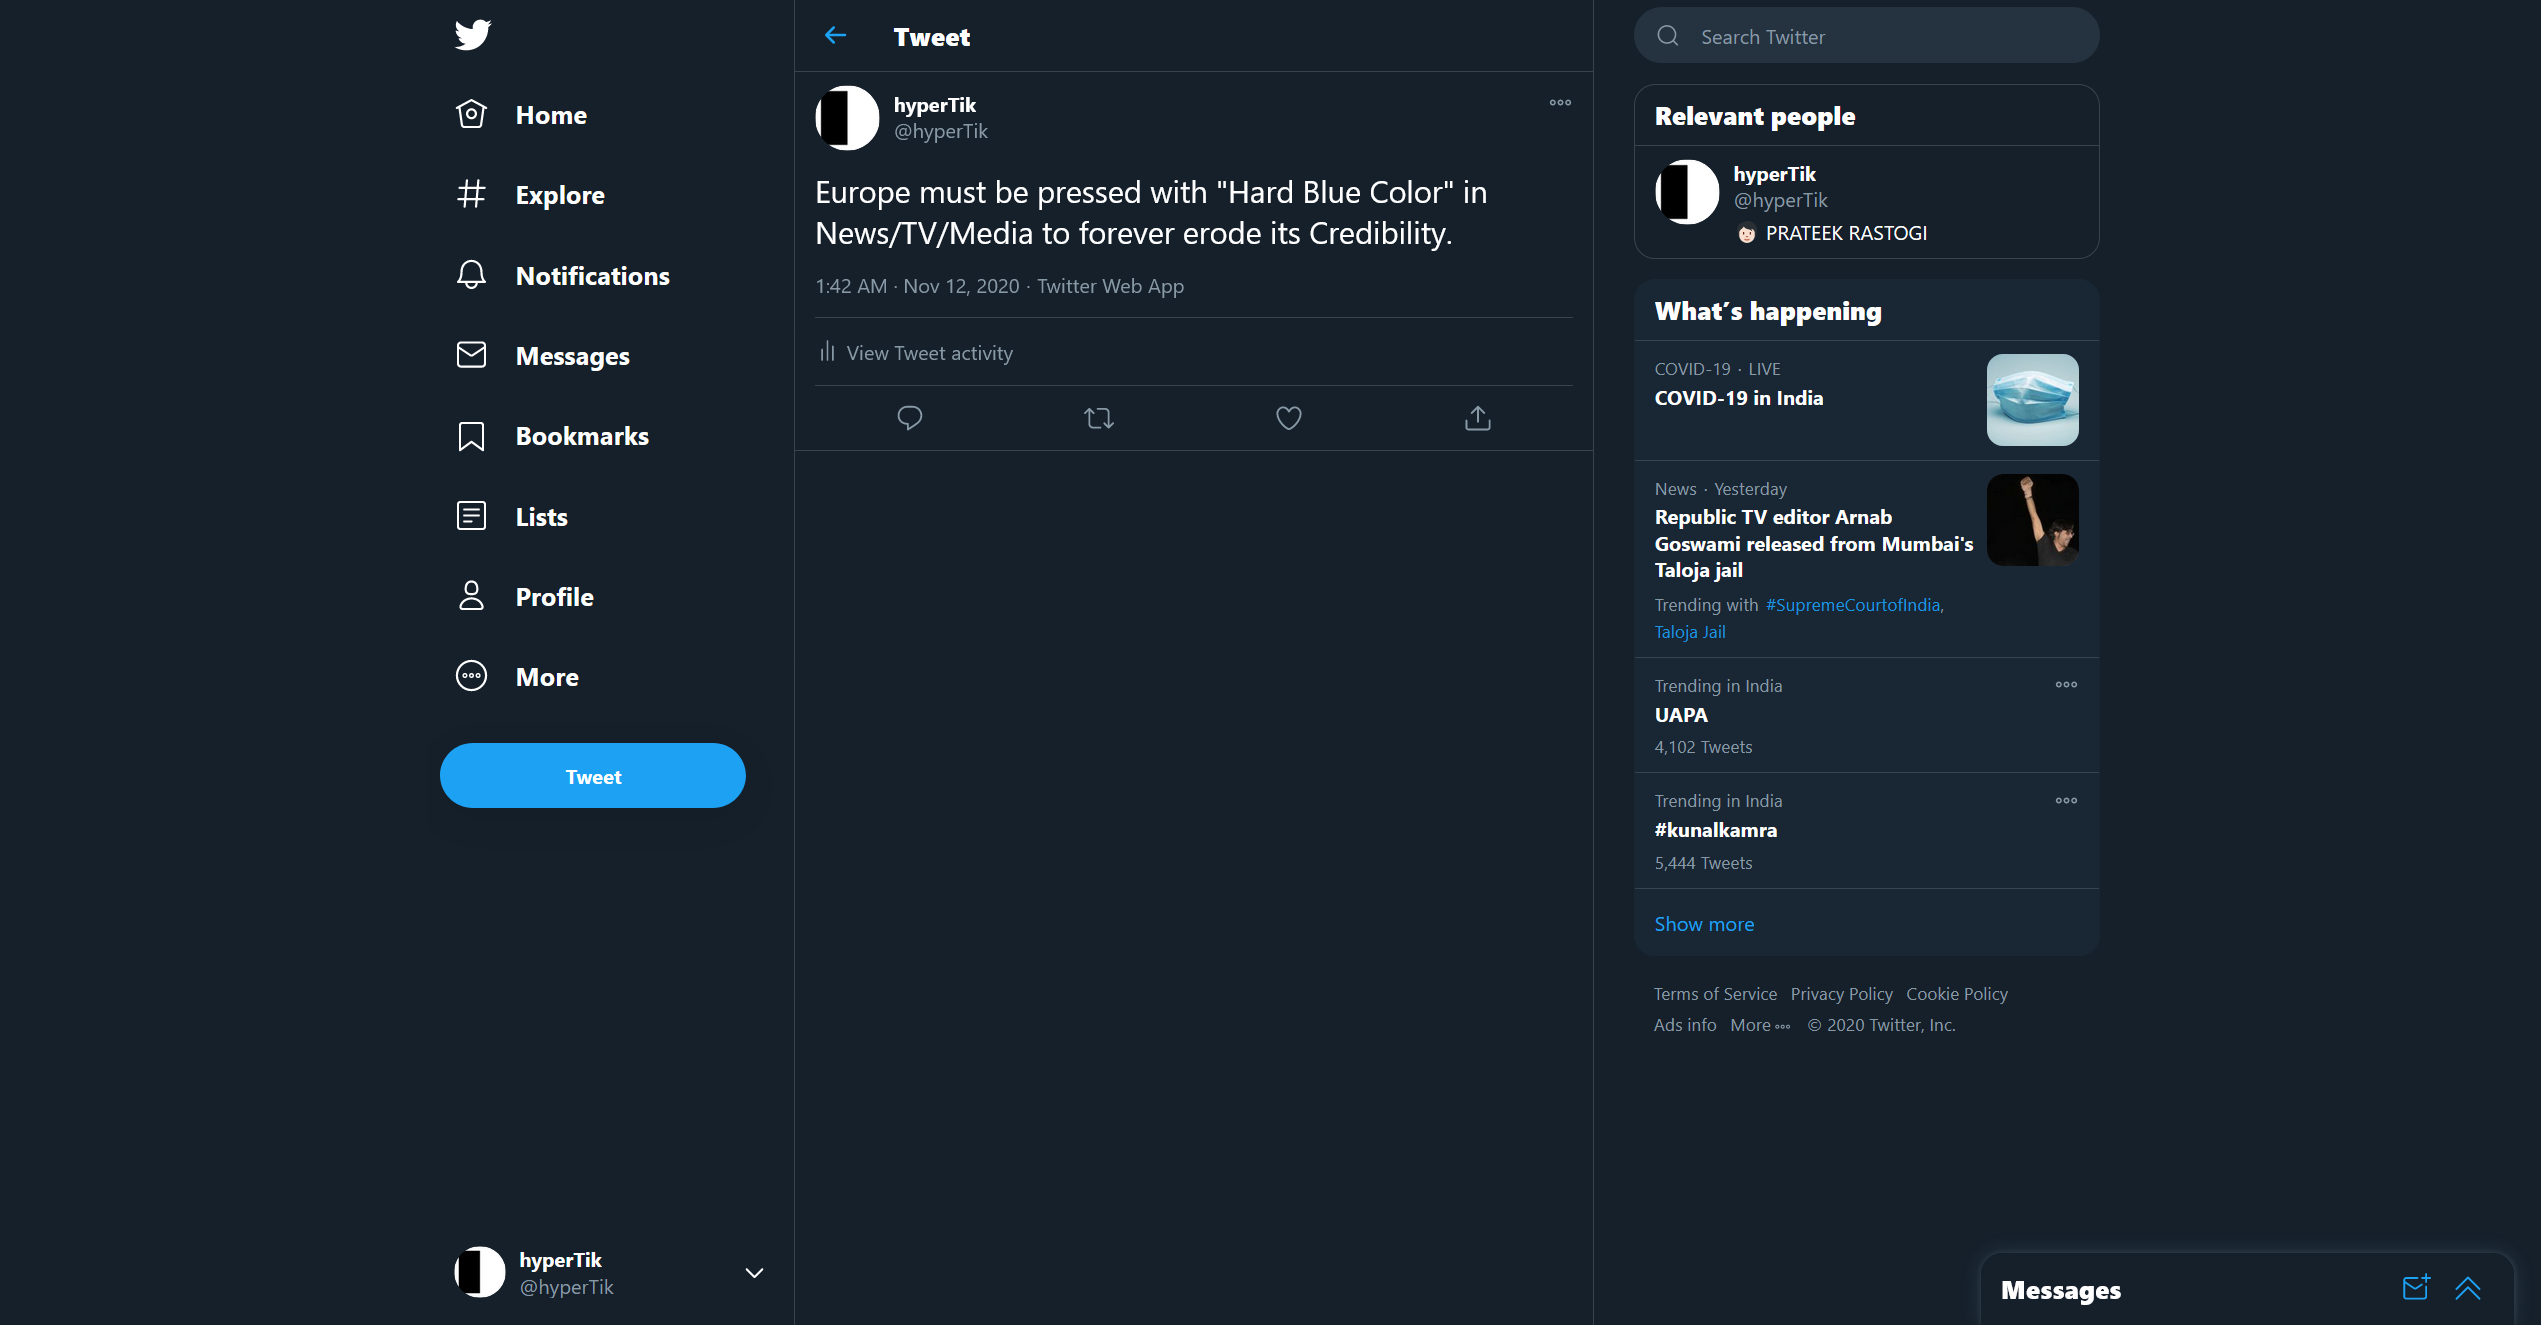 Home
Explore
Notifications
Messages
Bookmarks
Lists
Profile
More
Tweet
hyperTik
@hyperTik
Tweet
hyperTik
@hyperTik
Europe must be pressed with "Hard Blue Color" in
News/TV/Media to forever erode its Credibility.
1:42 AM · Nov 12, 2020 · Twitter Web App
View Tweet activity
Search Twitter
Relevant people
hyperTik
@hyperTik
PRATEEK RASTOGI
What's happening
COVID-19 · LIVE
COVID-19 in India
News · Yesterday
Republic TV editor Arnab
Goswami released from Mumbai's
Taloja jail
Trending with #SupremeCourtofIndia,
Taloja Jail
Trending in India
UAPA
4,102 Tweets
Trending in India
#kunalkamra
5,444 Tweets
Show more
Terms of Service Privacy Policy Cookie Policy
Ads info More © 2020 Twitter, Inc.
Messages